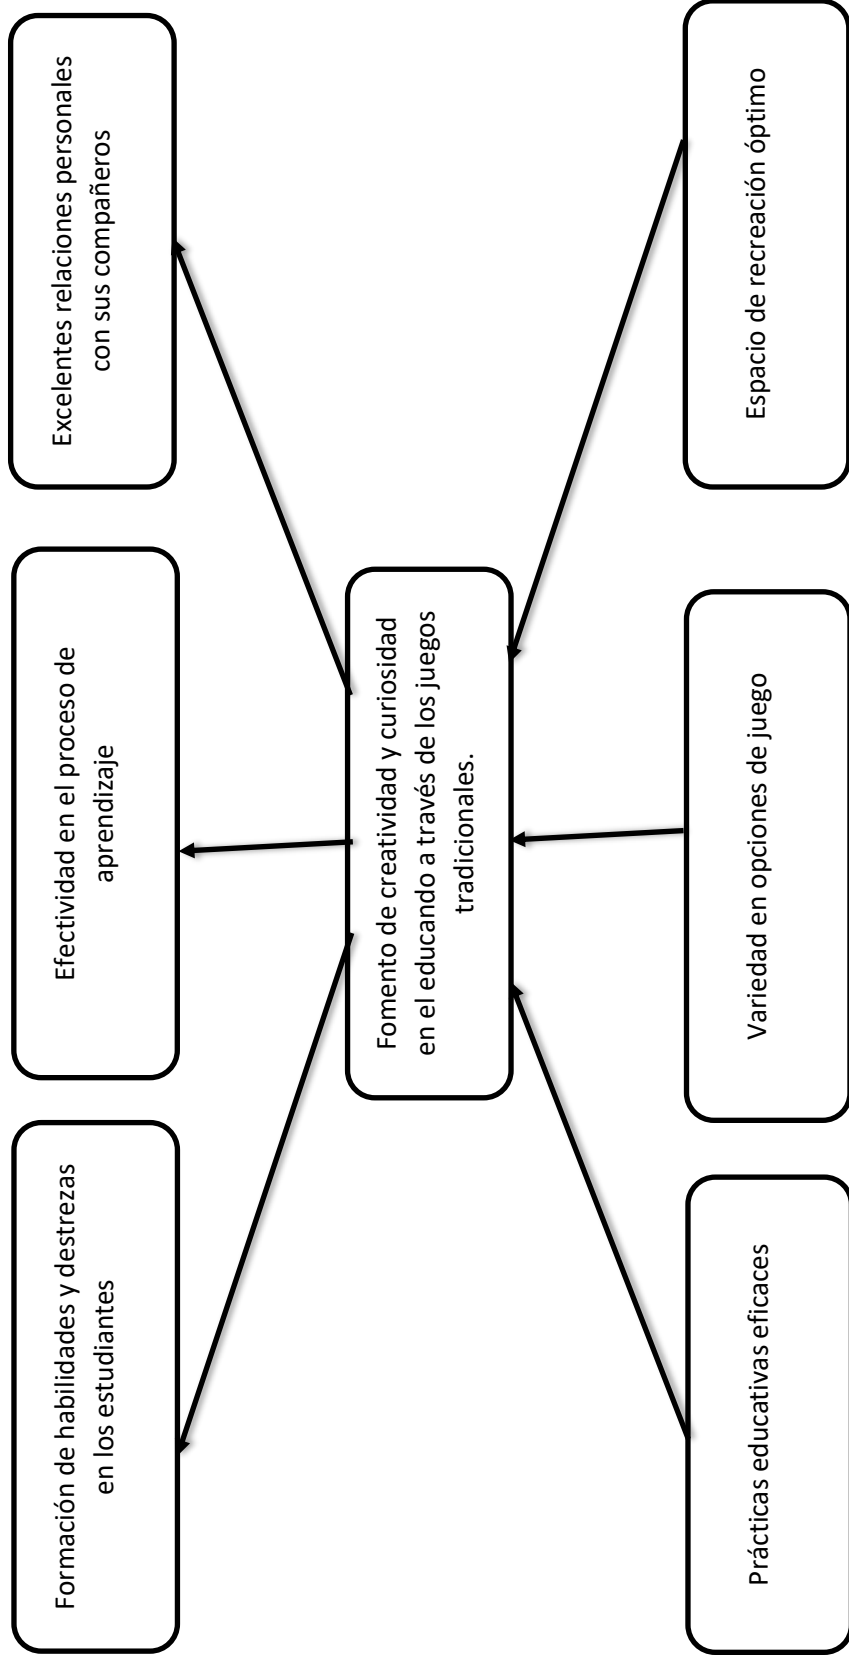 Formación de habilidades y destrezas
en los estudiantes
Efectividad en el proceso de
aprendizaje
Excelentes relaciones personales
con sus compañeros
Fomento de creatividad y curiosidad
en el educando a través de los juegos
tradicionales.
Prácticas educativas eficaces
Variedad en opciones de juego
Espacio de recreación óptimo